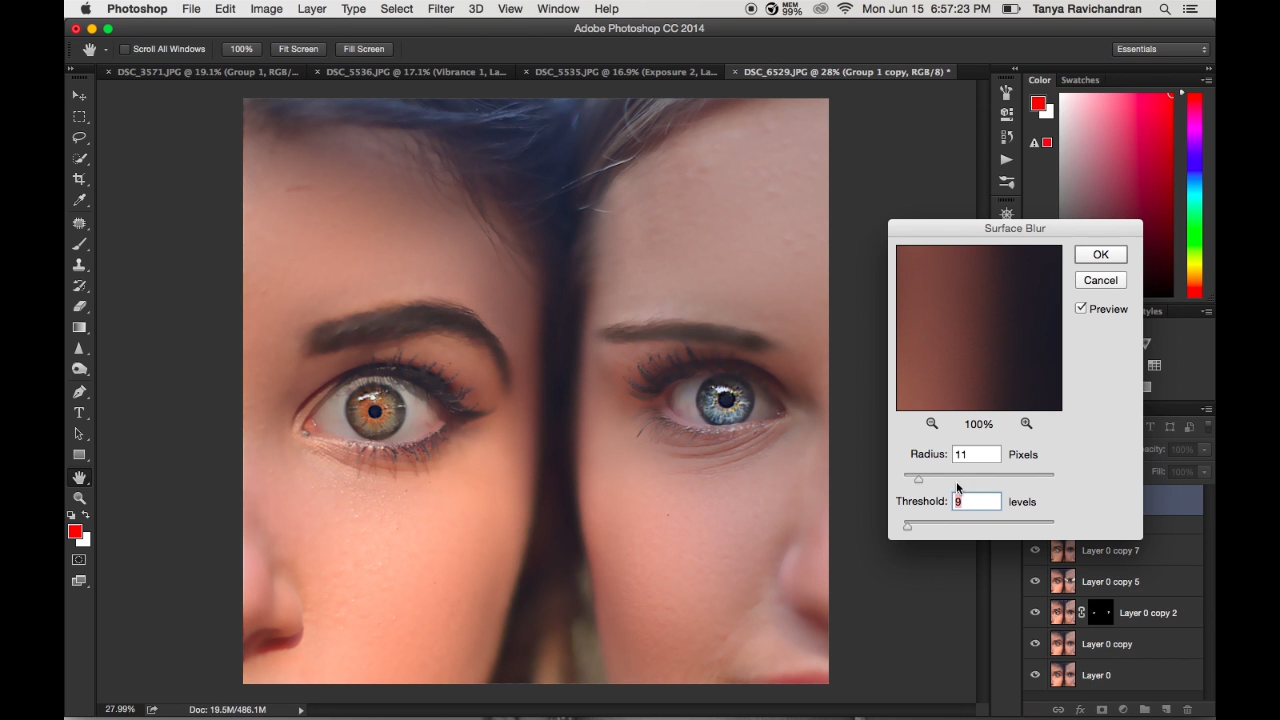 Photoshop File Edit Image Layer Type Select Filter 3D View Window Help MEM 99% Mon Jun 15 6:57:23 PM Tanya Ravichandran
Adobe Photoshop CC 2014
Scroll All Windows 100% Fit Screen Fill Screen Essentials
× DSC_3571.JPG @ 19.1% (Group 1, RGB/... × DSC_5536.JPG @ 17.1% (Vibrance 1, La... × DSC_5535.JPG @ 16.9% (Exposure 2, La... × DSC_6529.JPG @ 28% (Group 1 copy, RGB/8) *
Color Swatches
Surface Blur
OK
Cancel
Preview
100%
Radius: 11 Pixels
Threshold: 9 levels
tyles
pacity: 100%
Fill: 100%
Layer 0 copy 7
Layer 0 copy 5
Layer 0 copy 2
Layer 0 copy
Layer 0
27.99% Doc: 19.5M/486.1M